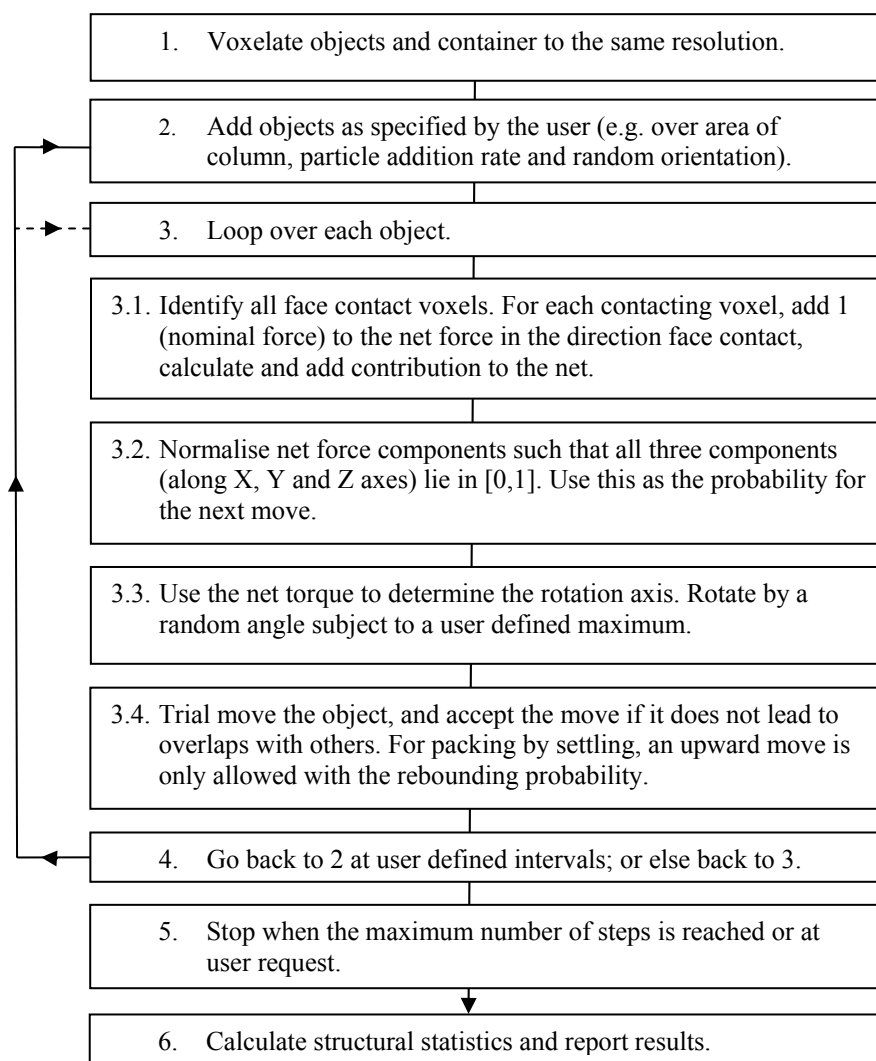 1. Voxelate objects and container to the same resolution.
2. Add objects as specified by the user (e.g. over area of
column, particle addition rate and random orientation).
3. Loop over each object.
3.1. Identify all face contact voxels. For each contacting voxel, add 1
(nominal force) to the net force in the direction face contact,
calculate and add contribution to the net.
3.2. Normalise net force components such that all three components
(along X, Y and Z axes) lie in [0,1]. Use this as the probability for
the next move.
3.3. Use the net torque to determine the rotation axis. Rotate by a
random angle subject to a user defined maximum.
3.4. Trial move the object, and accept the move if it does not lead to
overlaps with others. For packing by settling, an upward move is
only allowed with the rebounding probability.
4. Go back to 2 at user defined intervals; or else back to 3.
5. Stop when the maximum number of steps is reached or at
user request.
6. Calculate structural statistics and report results.